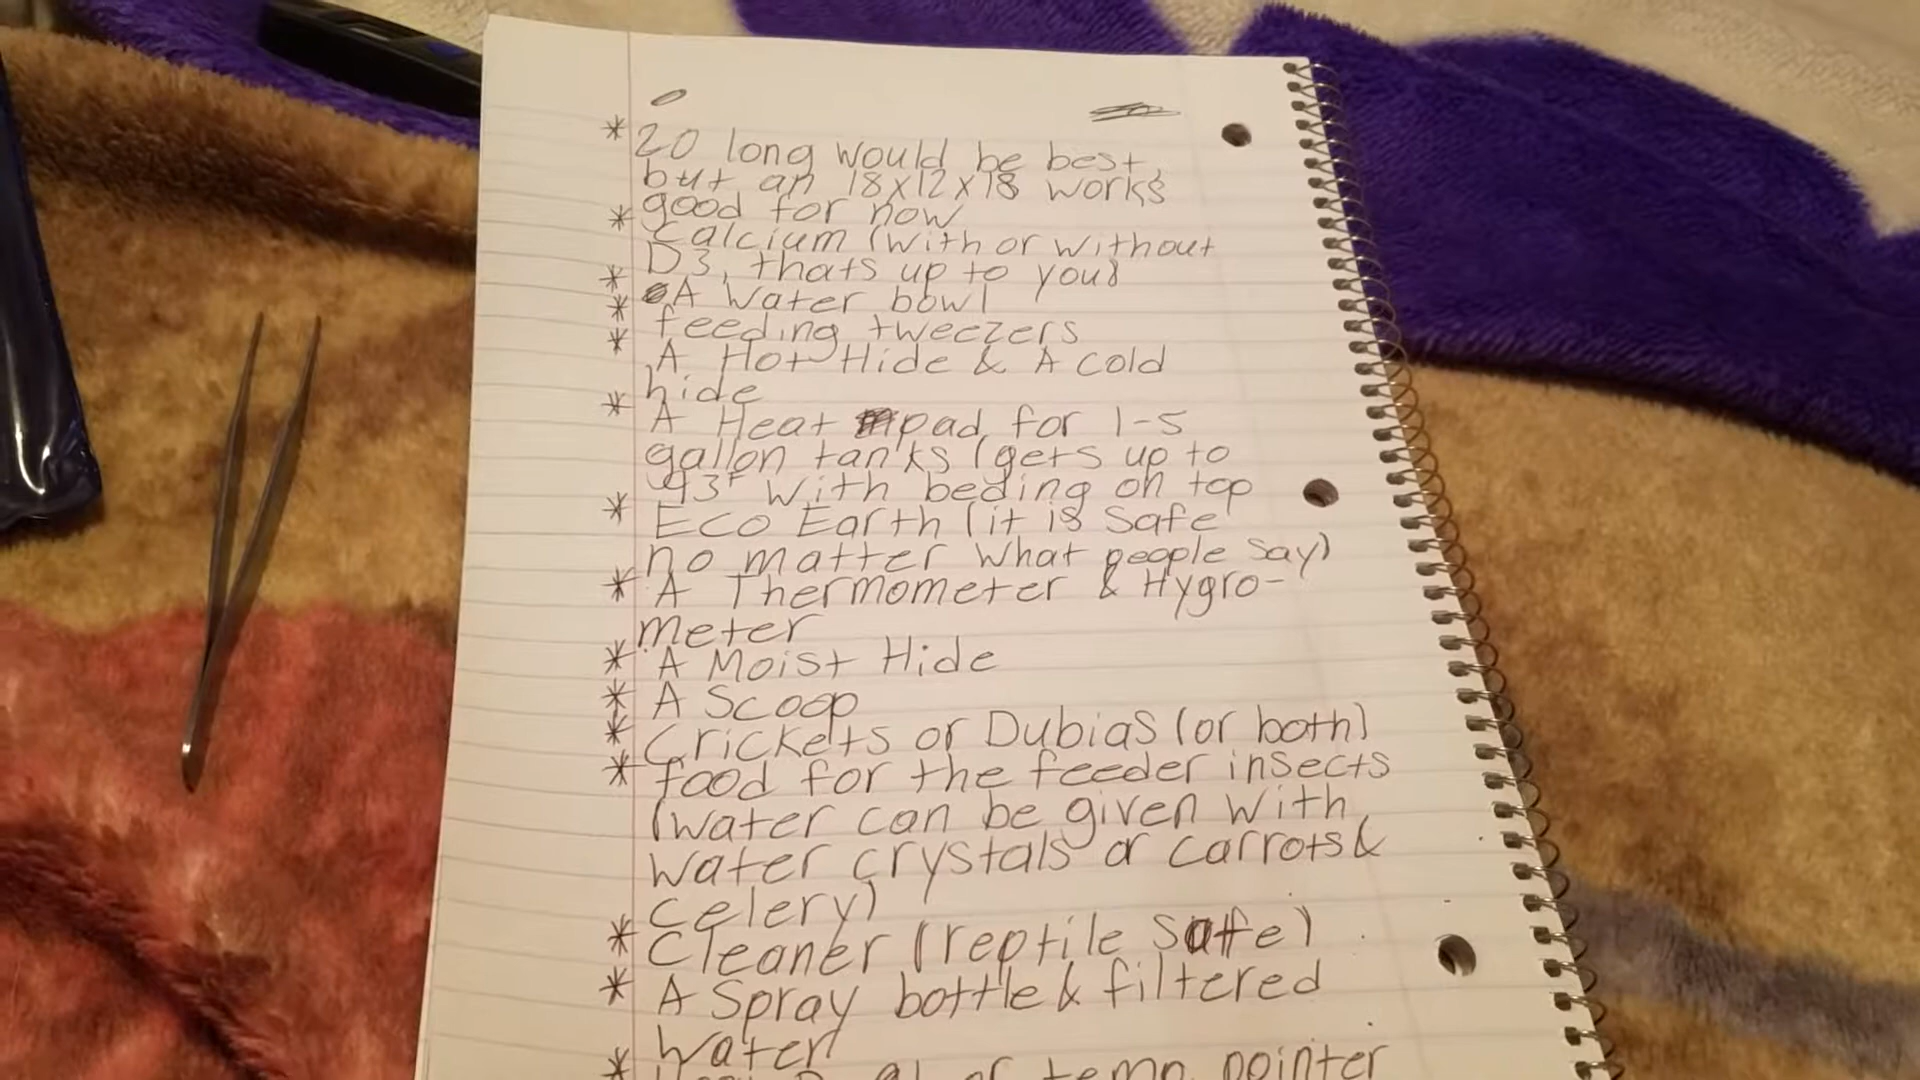 * 20 long would be best,
but an 18x12x18 works
good for now
* Calcium (with or without
D3, thats up to you)
* A Water bowl
* feeding tweezers
* A Hot Hide & A cold
hide
* A Heat pad, for 1-5
gallon tanks (gets up to
93°F with beding on top
* Eco Earth (it is safe
no matter what people say)
* A Thermometer & Hygro-
meter
* A Moist Hide
* A Scoop
* Crickets or Dubias (or both)
* food for the feeder insects
(water can be given with
water crystals or carrots &
celery)
* Cleaner (reptile safe)
* A Spray bottle & filtered
Water
* or temp pointer